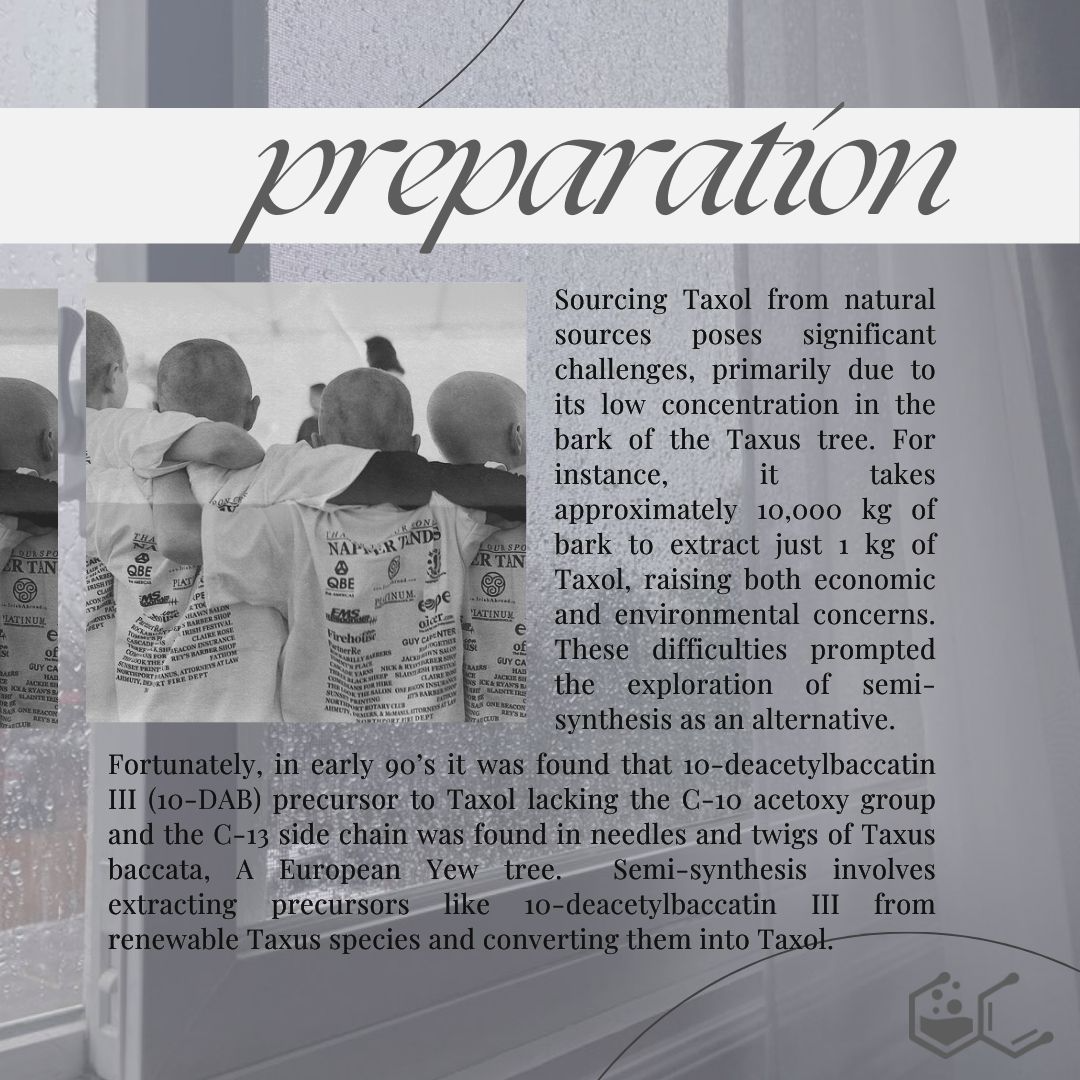 preparation
Sourcing Taxol from natural
sources poses significant
challenges, primarily due to
its low concentration in the
bark of the Taxus tree. For
instance, it takes
approximately 10,000 kg of
bark to extract just 1 kg of
Taxol, raising both economic
and environmental concerns.
These difficulties prompted
the exploration of semi-
synthesis as an alternative.
QBE
PLATINUM
EMS
Firehouse
PartnerRe
GUY CARPENTER
Fortunately, in early 90’s it was found that 10-deacetylbaccatin
III (10-DAB) precursor to Taxol lacking the C-10 acetoxy group
and the C-13 side chain was found in needles and twigs of Taxus
baccata, A European Yew tree. Semi-synthesis involves
extracting precursors like 10-deacetylbaccatin III from
renewable Taxus species and converting them into Taxol.